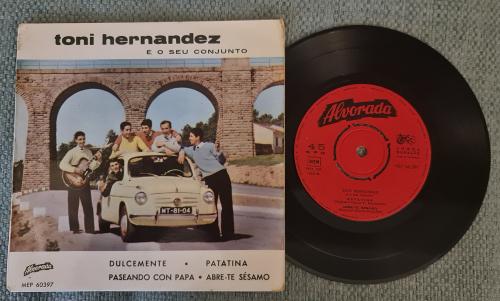 toni hernandez
E O SEU CONJUNTO
MT-81-04
DULCEMENTE • PATATINA
PASEANDO CON PAPA • ABRE-TE SÉSAMO
Alvorada
MEP 60397
Alvorada
45